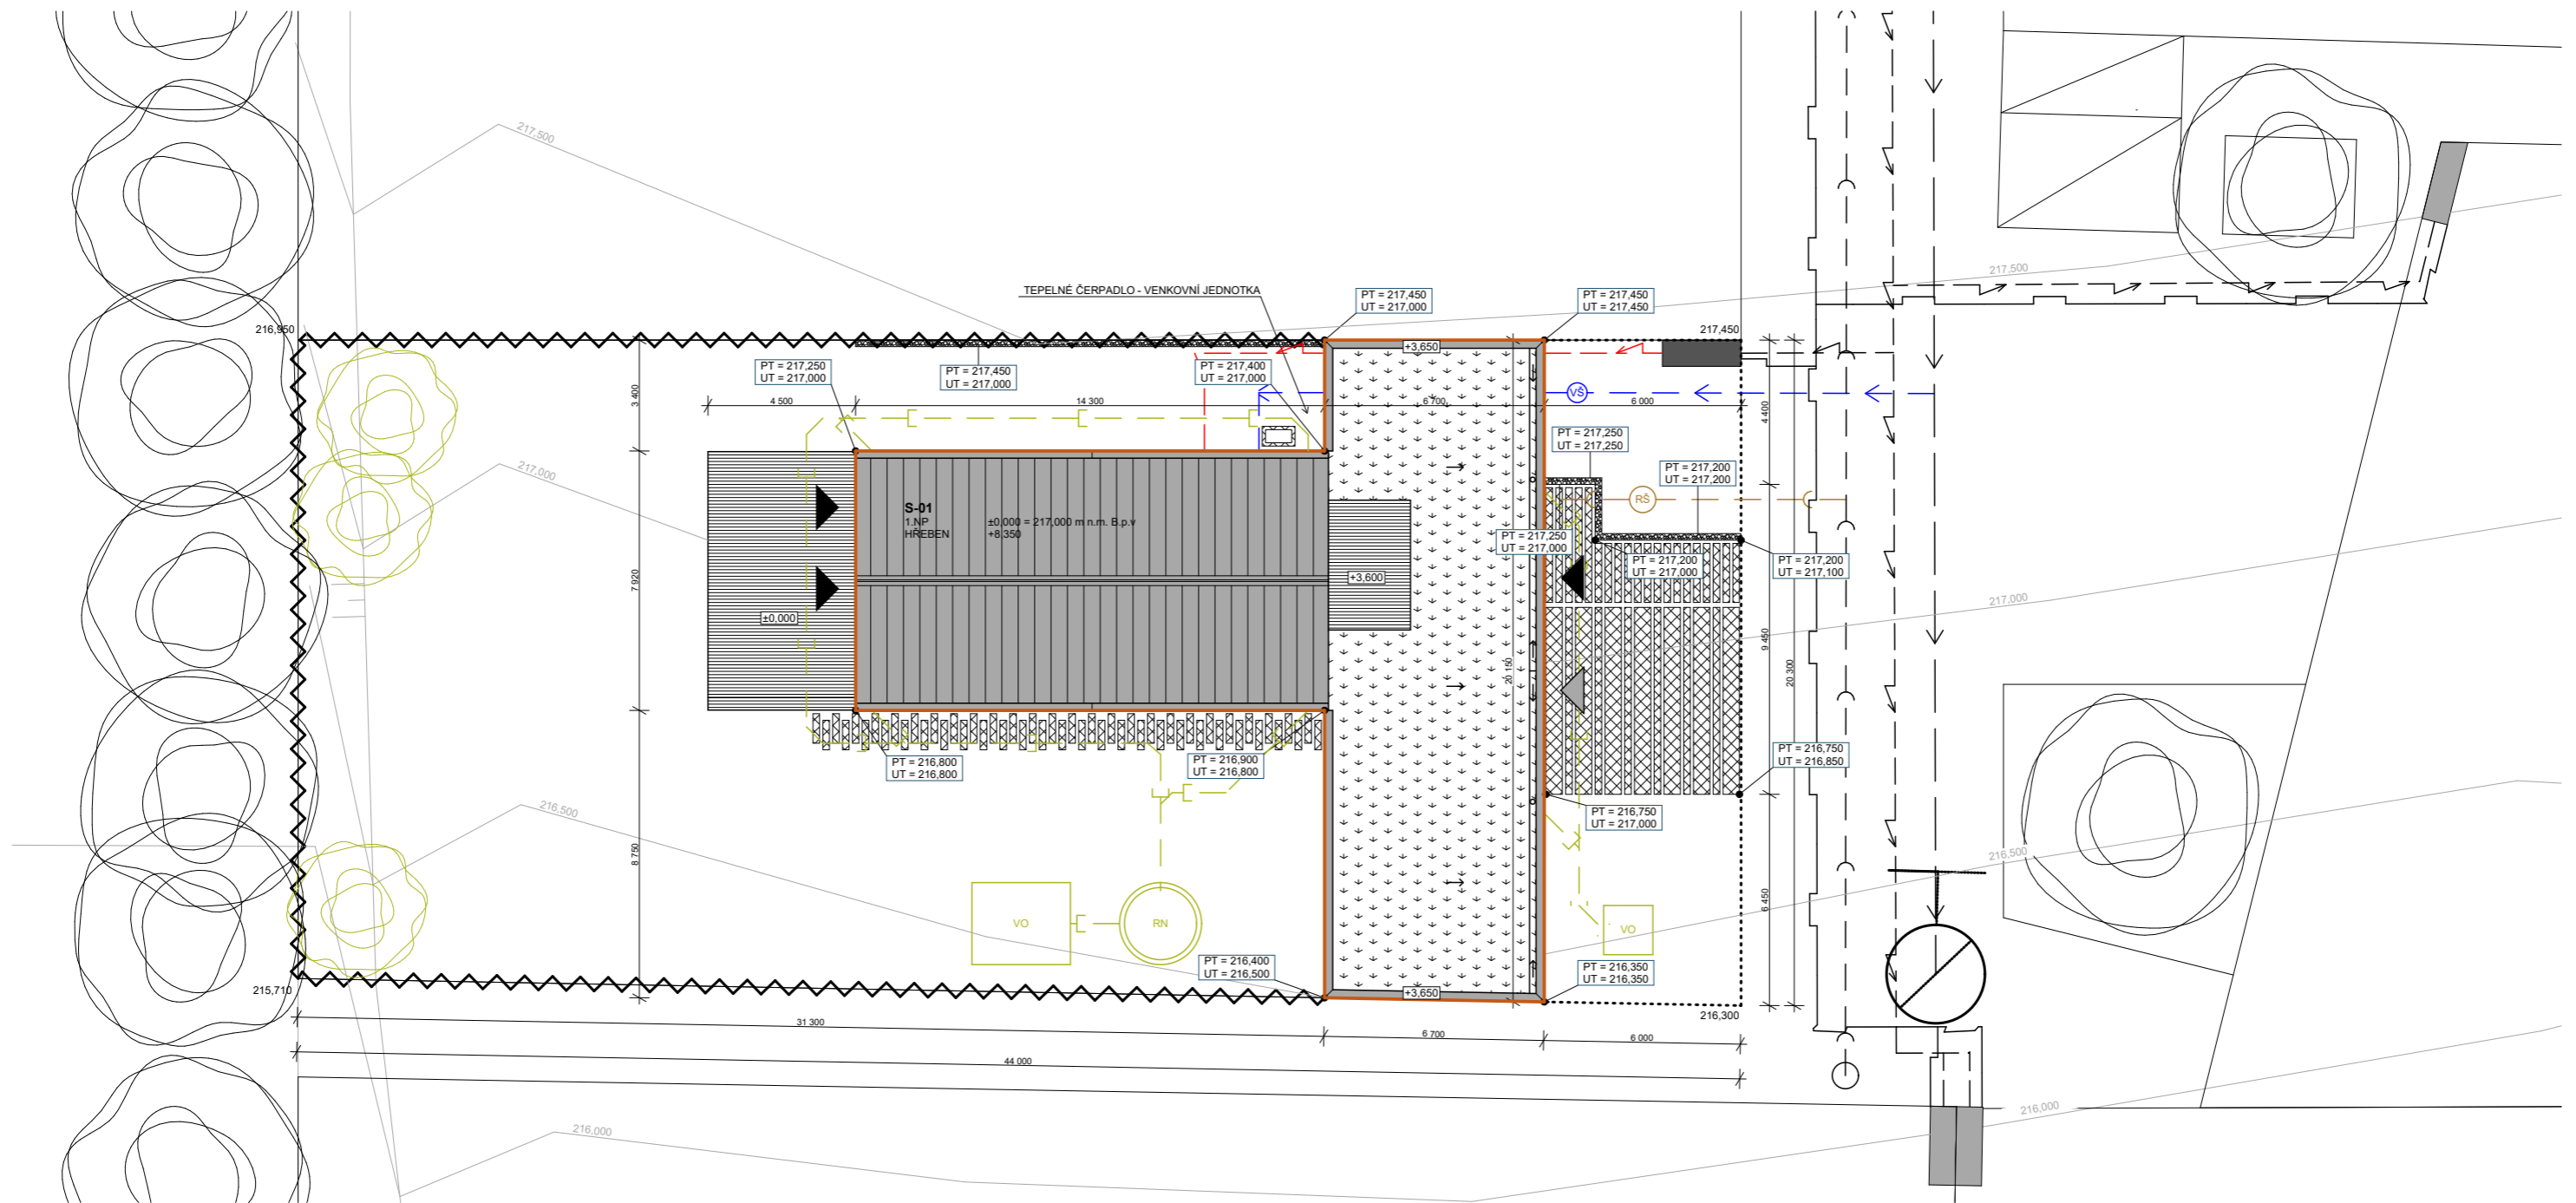 217,500
217,500
TEPELNÉ ČERPADLO - VENKOVNÍ JEDNOTKA
PT = 217,450
UT = 217,000
PT = 217,450
UT = 217,450
216,950
217,450
+3,650
PT = 217,250
UT = 217,000
PT = 217,450
UT = 217,000
PT = 217,400
UT = 217,000
3 400
4 500
14 300
6 700
6 000
VŠ
4 400
PT = 217,250
UT = 217,250
PT = 217,200
UT = 217,200
217,000
RŠ
S-01
1.NP
±0,000 = 217,000 m n.m. B.p.v
HŘEBEN
+8,350
PT = 217,250
UT = 217,000
PT = 217,200
UT = 217,000
PT = 217,200
UT = 217,100
+3,600
7 920
±0,000
217,000
9 450
20 150
20 300
PT = 216,800
UT = 216,800
PT = 216,900
UT = 216,800
PT = 216,750
UT = 216,850
216,500
PT = 216,750
UT = 217,000
8 750
216,500
6 450
VO
RN
VO
PT = 216,400
UT = 216,500
PT = 216,350
UT = 216,350
215,710
+3,650
216,300
31 300
6 700
6 000
44 000
216,000
216,000